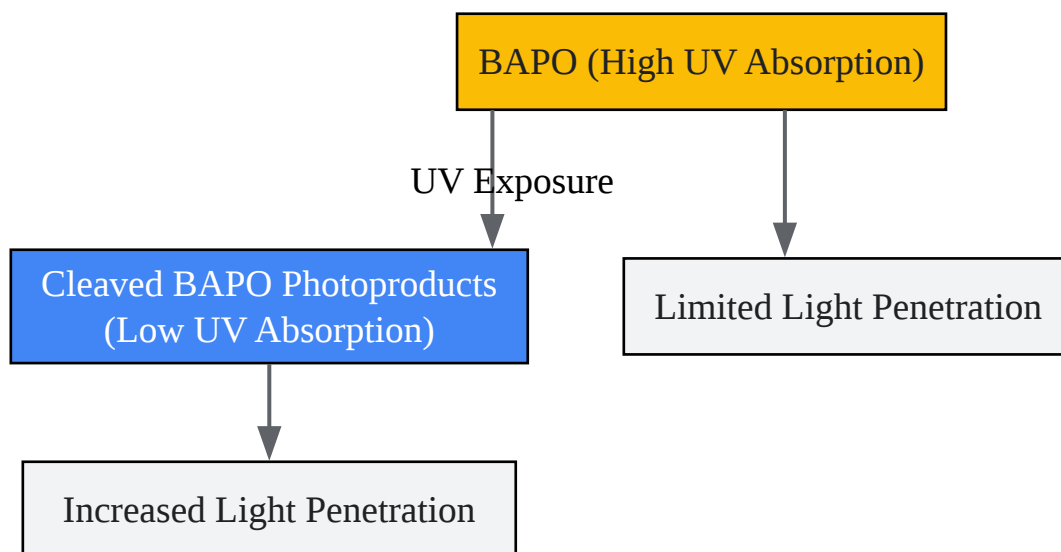 BAPO (High UV Absorption)
UV Exposure
Cleaved BAPO Photoproducts
(Low UV Absorption)
Limited Light Penetration
Increased Light Penetration